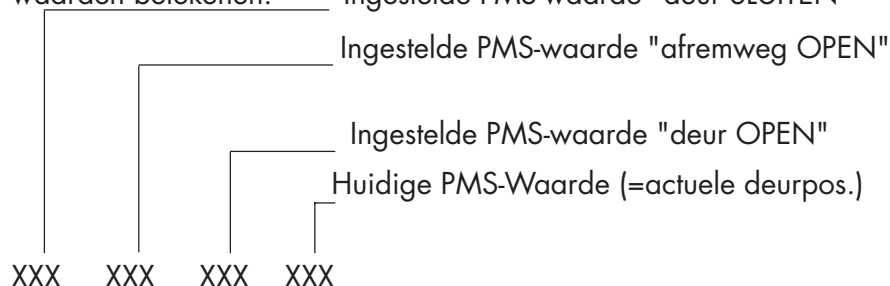 Ingestelde PMS-waarde "afremweg OPEN"
Ingestelde PMS-waarde "deur OPEN"
Huidige PMS-Waarde (=actuele deurpos.)
XXX XXX XXX XXX